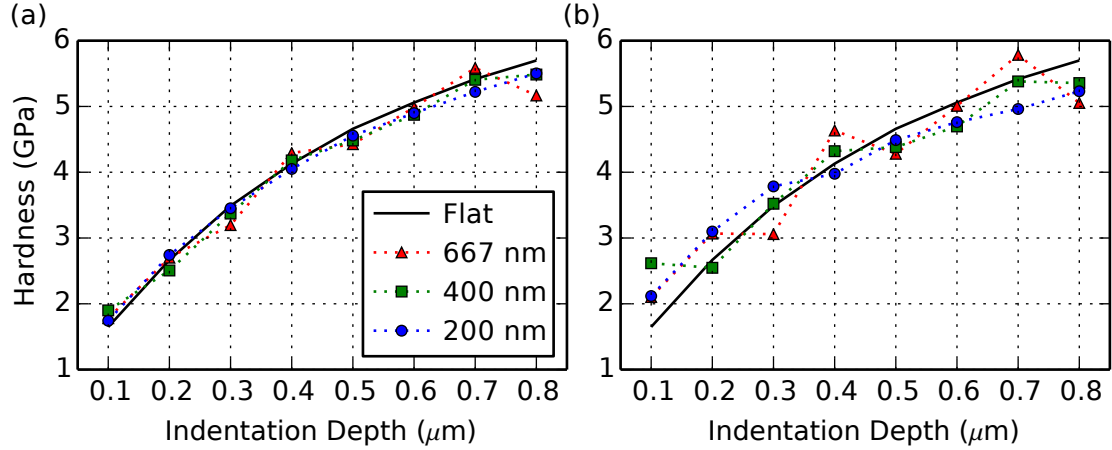 (a)
6
5
4
3
2
1
Hardness (GPa)
Flat
667 nm
400 nm
200 nm
0.1 0.2 0.3 0.4 0.5 0.6 0.7 0.8
Indentation Depth (μm)
(b)
6
5
4
3
2
1
0.1 0.2 0.3 0.4 0.5 0.6 0.7 0.8
Indentation Depth (μm)